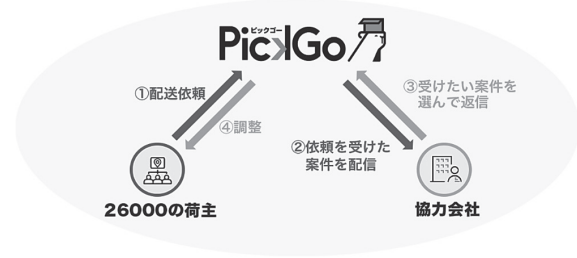 ピックゴー
PickGo
①配送依頼
③受けたい案件を
選んで返信
④調整
②依頼を受けた
案件を配信
26000の荷主
協力会社